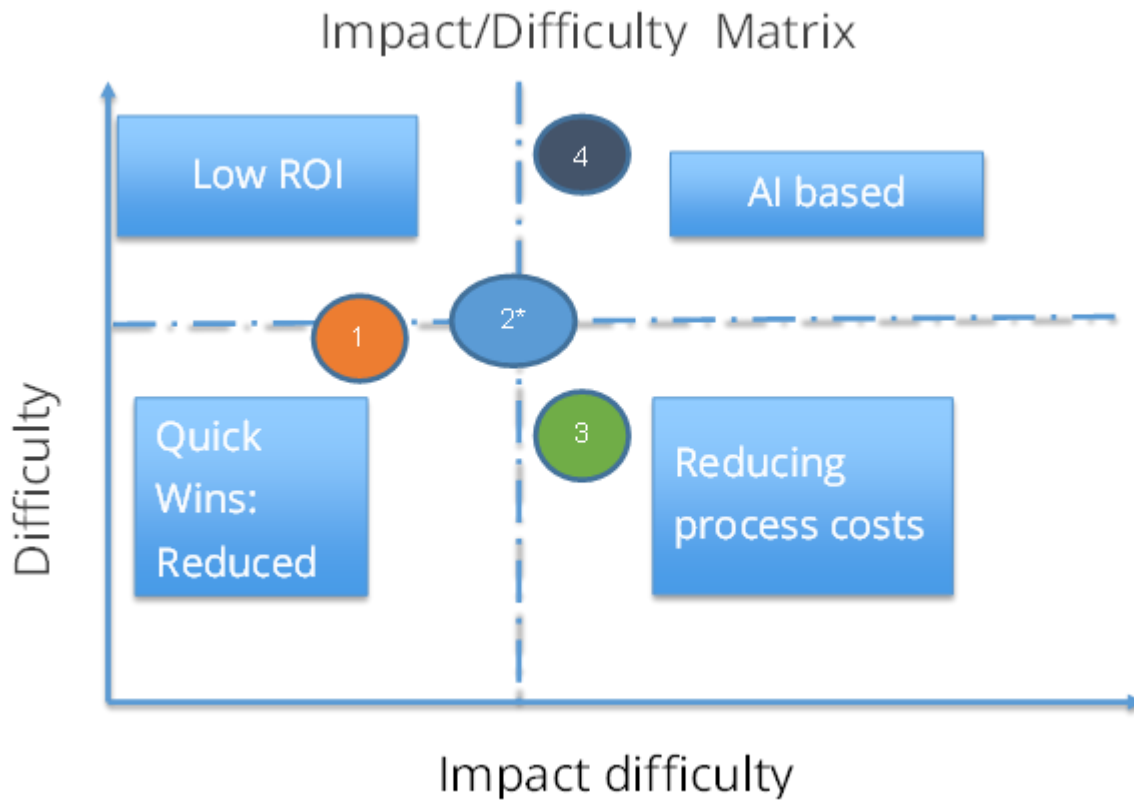 Impact/Difficulty Matrix
Low ROI
4
AI based
1
2*
Quick
Wins:
Reduced
3
Reducing
process costs
Difficulty
Impact difficulty